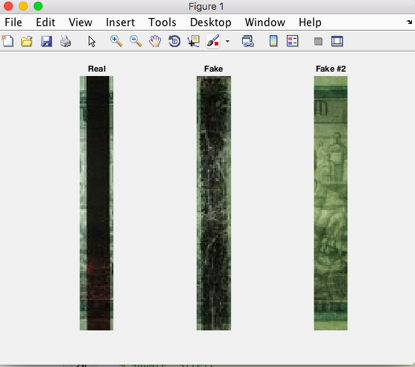 Figure 1
File Edit View Insert Tools Desktop Window Help
Real Fake Fake #2